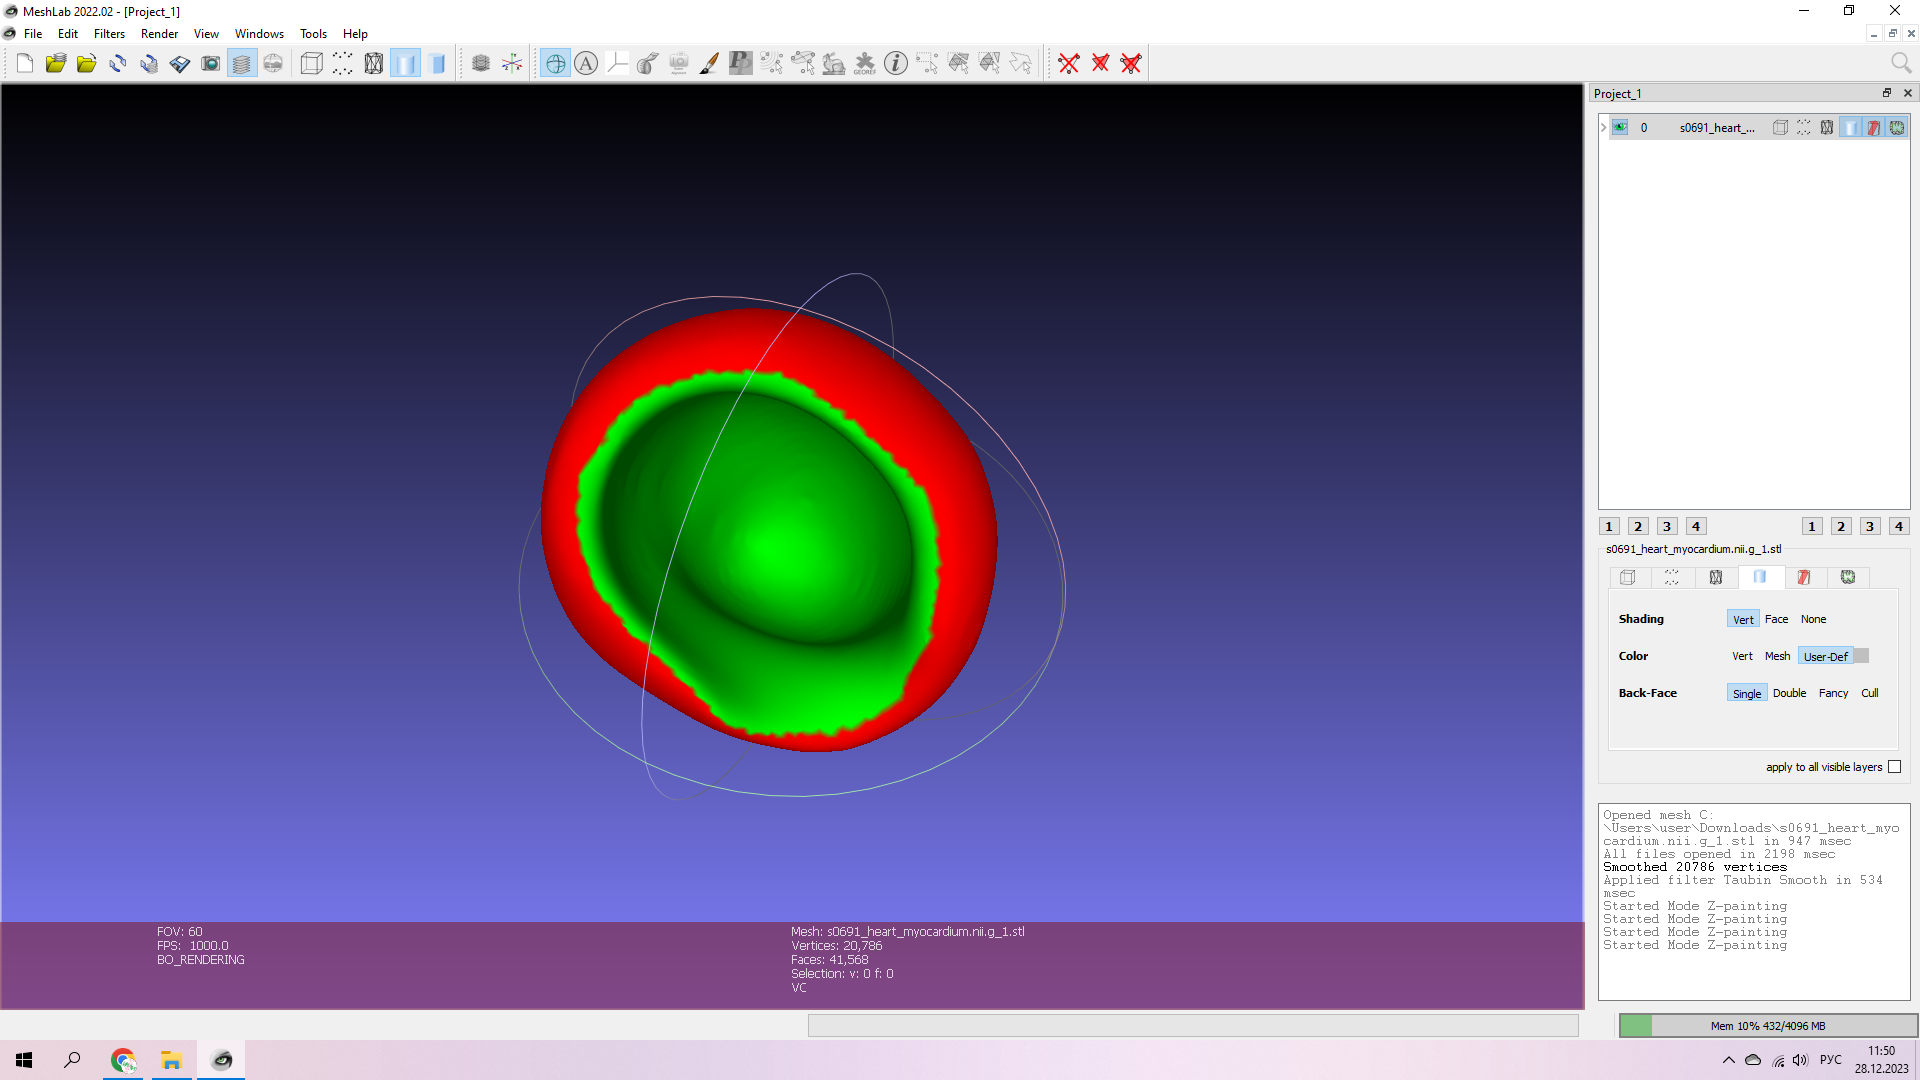 MeshLab 2022.02 - [Project_1]
File Edit Filters Render View Windows Tools Help
A
GEOREF
Project_1
0 s0691_heart_...
1 2 3 4 1 2 3 4
s0691_heart_myocardium.nii.g_1.stl
Shading Vert Face None
Color Vert Mesh User-Def
Back-Face Single Double Fancy Cull
apply to all visible layers
Opened mesh C:
\Users\user\Downloads\s0691_heart_myo
cardium.nii.g_1.stl in 947 msec
All files opened in 2198 msec
Smoothed 20786 vertices
Applied filter Taubin Smooth in 534
msec
Started Mode Z-painting
Started Mode Z-painting
Started Mode Z-painting
Started Mode Z-painting
FOV: 60
FPS: 1000.0
BO_RENDERING
Mesh: s0691_heart_myocardium.nii.g_1.stl
Vertices: 20,786
Faces: 41,568
Selection: v: 0 f: 0
VC
Mem 10% 432/4096 MB
РУС
11:50
28.12.2023